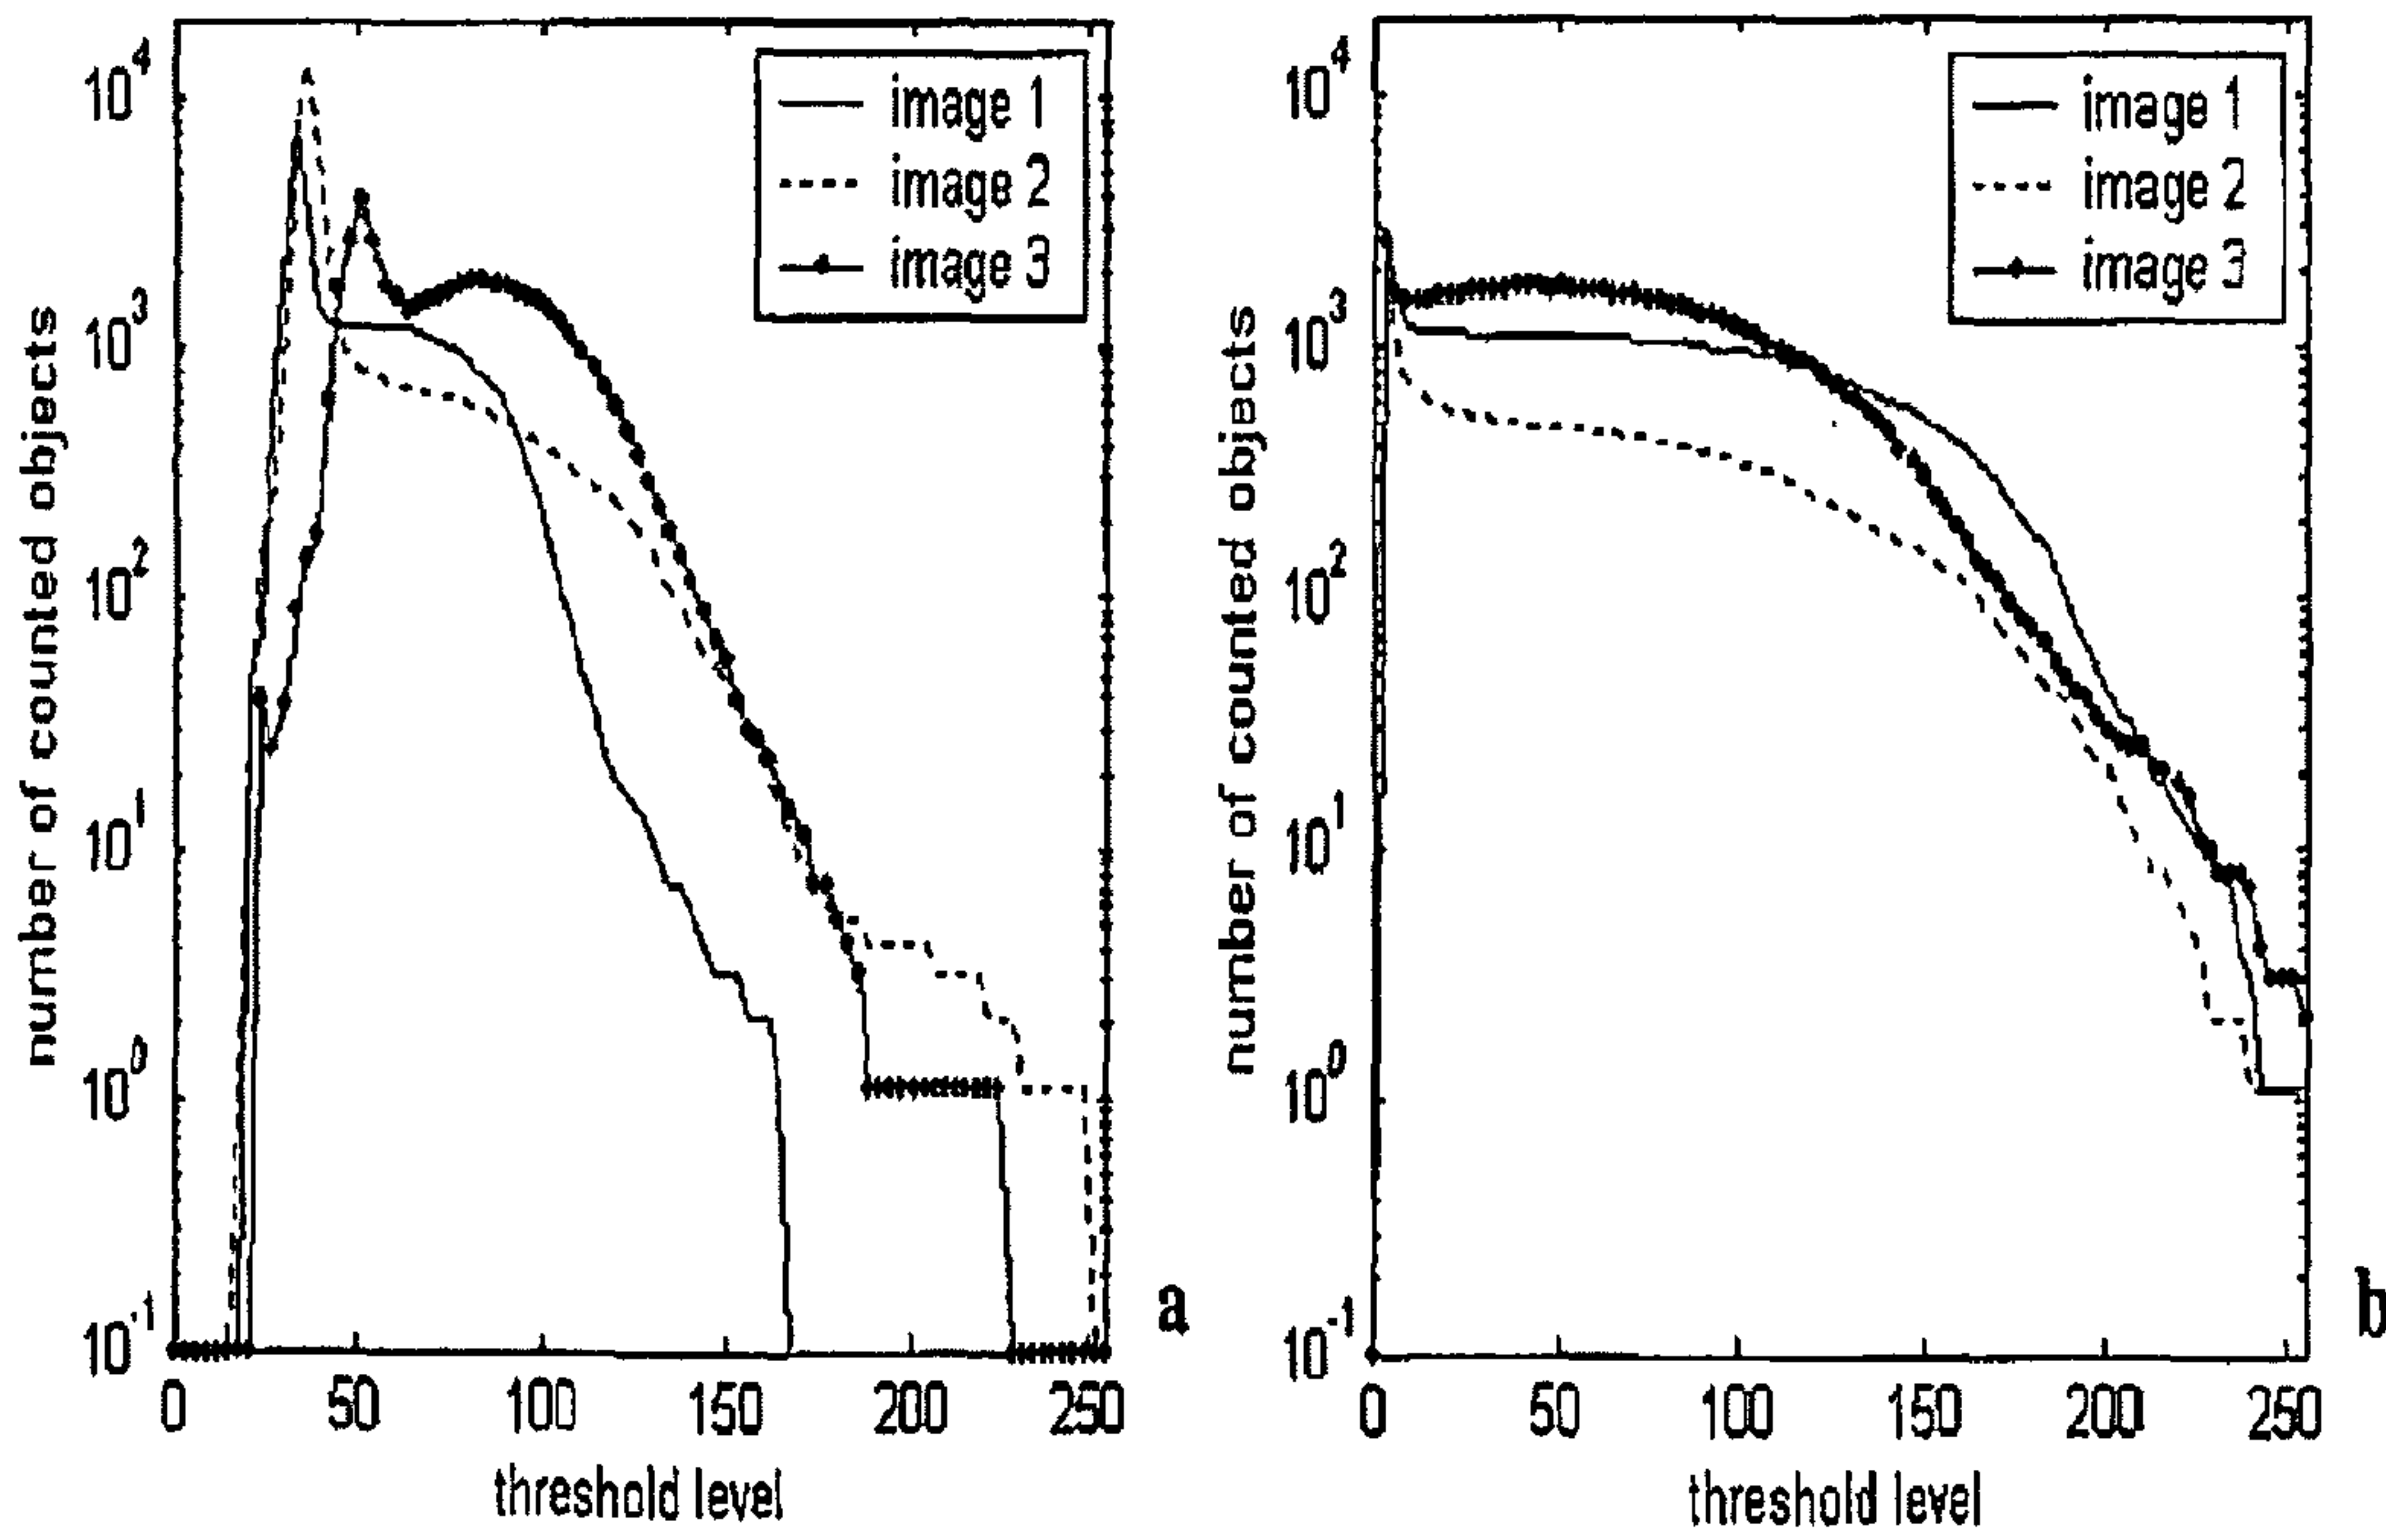 number of counted objects
10^4
10^3
10^2
10^1
10^0
10^-1
image 1
image 2
image 3
0 50 100 150 200 250
threshold level
a
number of counted objects
10^4
10^3
10^2
10^1
10^0
10^-1
image 1
image 2
image 3
0 50 100 150 200 250
threshold level
b